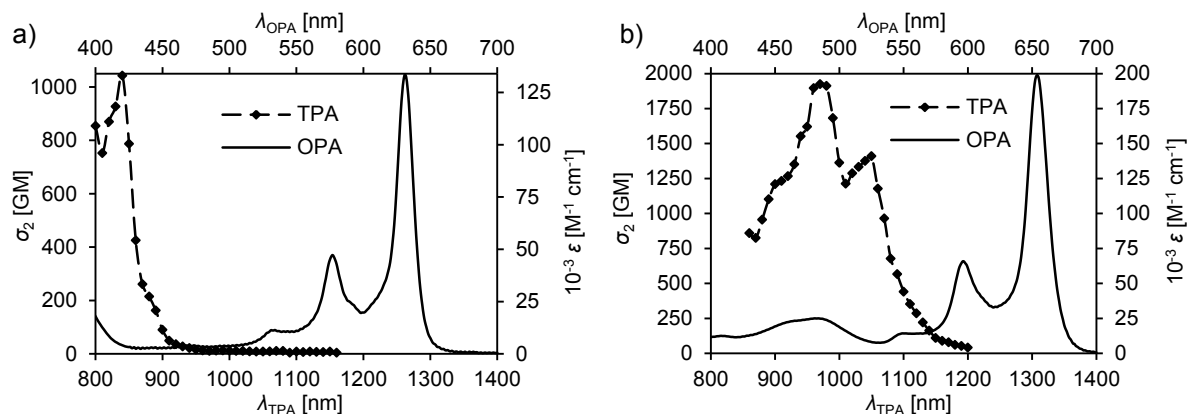 a)
λOPA [nm]
400 450 500 550 600 650 700
1000
800
600
400
200
0
σ2 [GM]
TPA
OPA
125
100
75
50
25
0
10-3 ε [M-1 cm-1]
800 900 1000 1100 1200 1300 1400
λTPA [nm]
b)
λOPA [nm]
400 450 500 550 600 650 700
2000
1750
1500
1250
1000
750
500
250
0
σ2 [GM]
TPA
OPA
200
175
150
125
100
75
50
25
0
10-3 ε [M-1 cm-1]
800 900 1000 1100 1200 1300 1400
λTPA [nm]